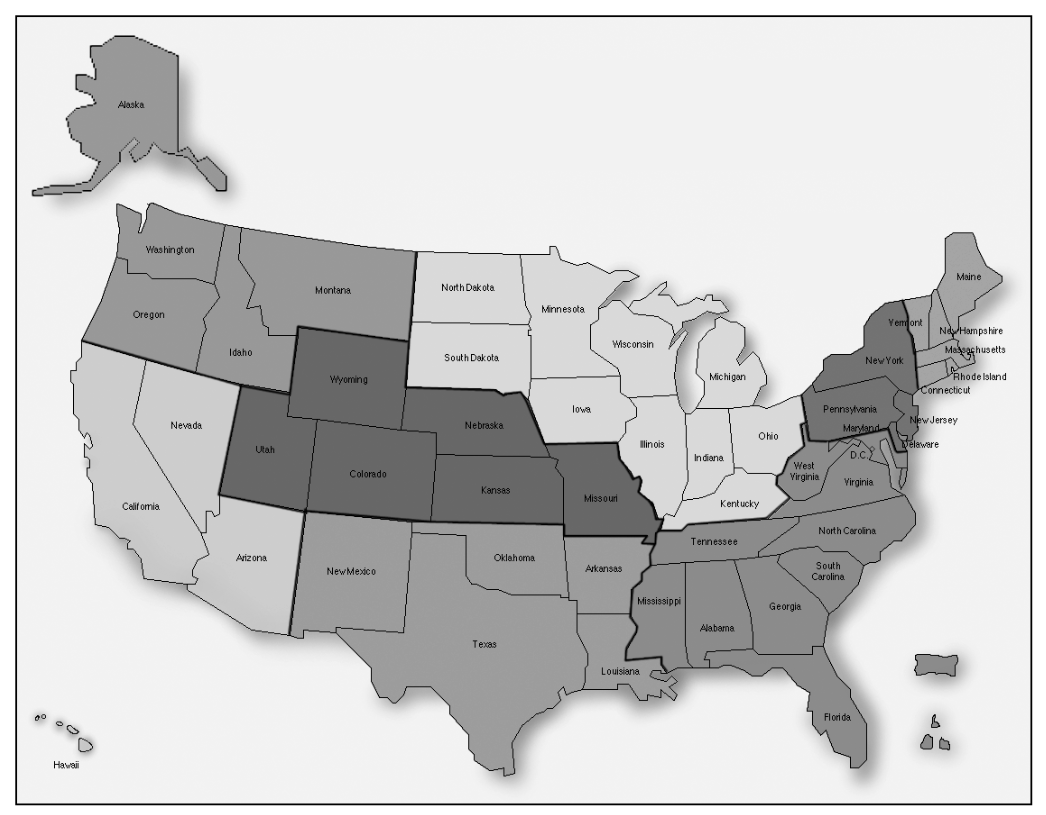 Alaska
Washington
Montana
North Dakota
Minnesota
Maine
Oregon
Idaho
South Dakota
Wisconsin
Michigan
Vermont
New Hampshire
Massachusetts
Rhode Island
Connecticut
New York
Wyoming
Nebraska
Iowa
Pennsylvania
New Jersey
Maryland
Delaware
Nevada
Utah
Colorado
Kansas
Missouri
Illinois
Indiana
Ohio
West
Virginia
D.C.
Virginia
Kentucky
California
Arizona
New Mexico
Oklahoma
Arkansas
Tennessee
North Carolina
South
Carolina
Mississippi
Alabama
Georgia
Texas
Louisiana
Florida
Hawaii